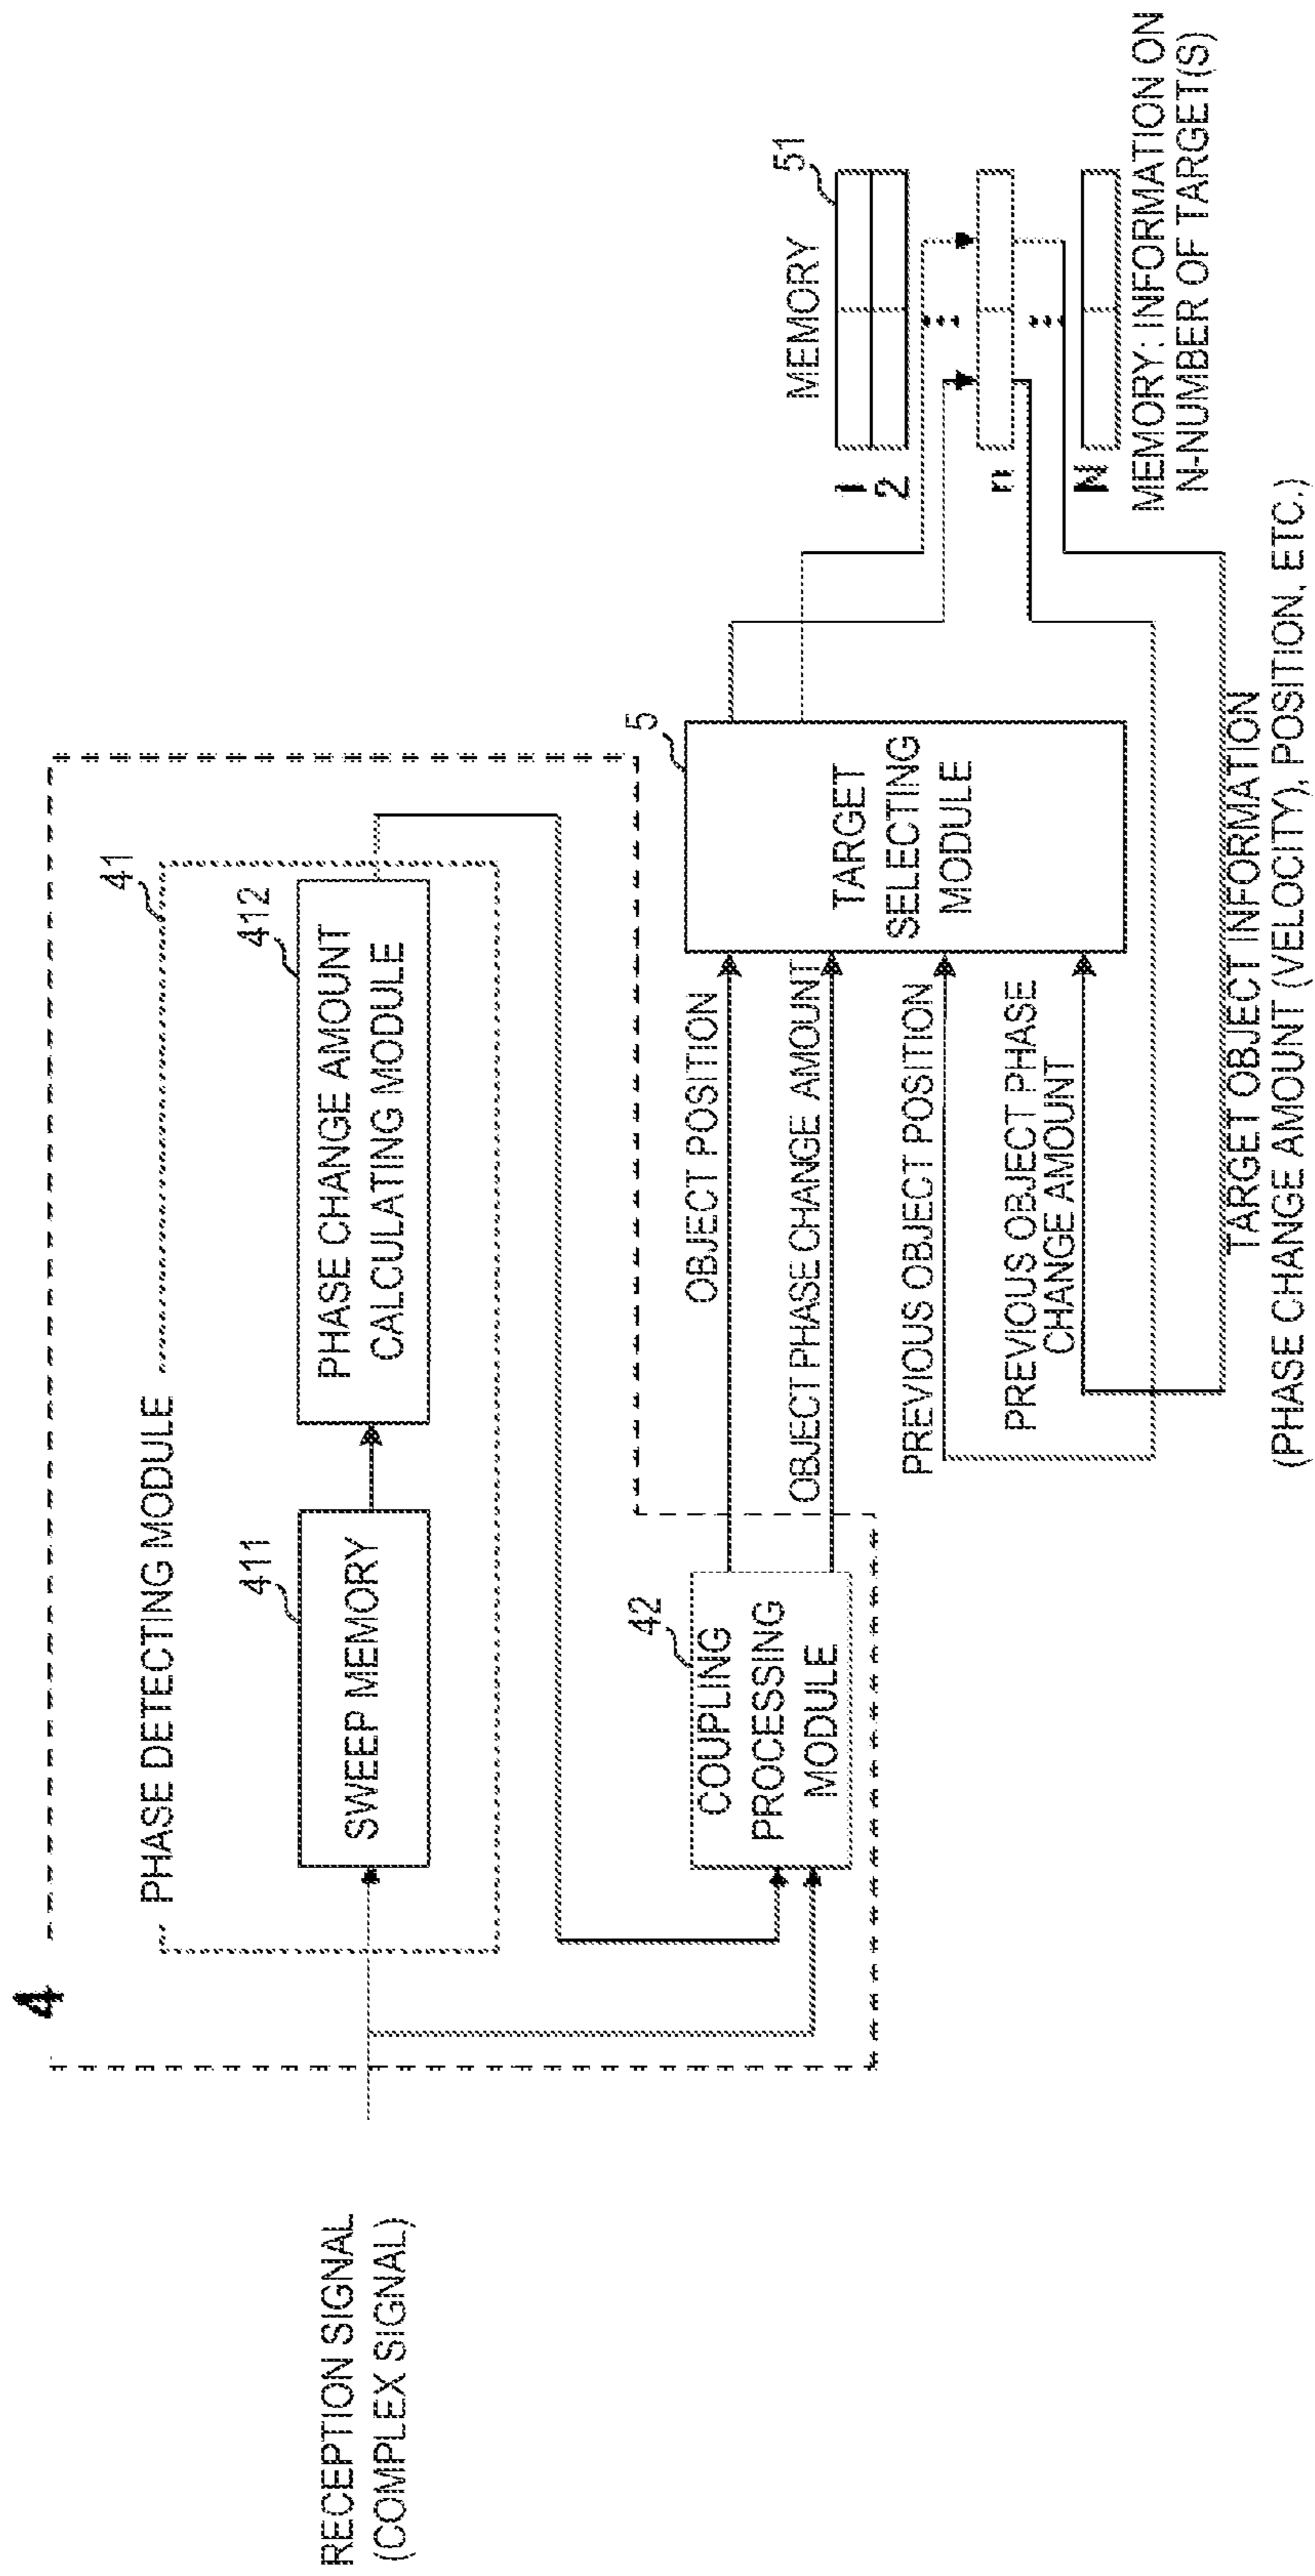 4
RECEPTION SIGNAL
(COMPLEX SIGNAL)
PHASE DETECTING MODULE
41
411
SWEEP MEMORY
412
PHASE CHANGE AMOUNT
CALCULATING MODULE
42
COUPLING
PROCESSING
MODULE
OBJECT POSITION
OBJECT PHASE CHANGE AMOUNT
PREVIOUS OBJECT POSITION
PREVIOUS OBJECT PHASE
CHANGE AMOUNT
5
TARGET
SELECTING
MODULE
MEMORY
51
1
2
n
N
MEMORY: INFORMATION ON
N-NUMBER OF TARGET(S)
TARGET OBJECT INFORMATION
(PHASE CHANGE AMOUNT (VELOCITY), POSITION, ETC.)